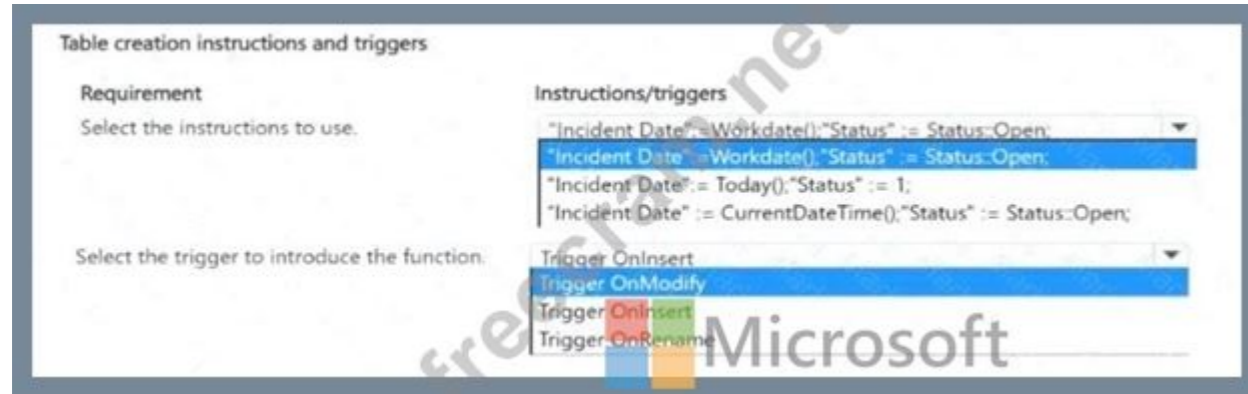 Table creation instructions and triggers
Requirement
Instructions/triggers
Select the instructions to use.
"Incident Date":=Workdate();"Status" := Status::Open;
"Incident Date":=Workdate();"Status" := Status::Open;
"Incident Date":= Today();"Status" := 1;
"Incident Date" := CurrentDateTime();"Status" := Status::Open;
Select the trigger to introduce the function.
Trigger OnInsert
Trigger OnModify
Trigger OnInsert
Trigger OnRename
Microsoft
freecram.net